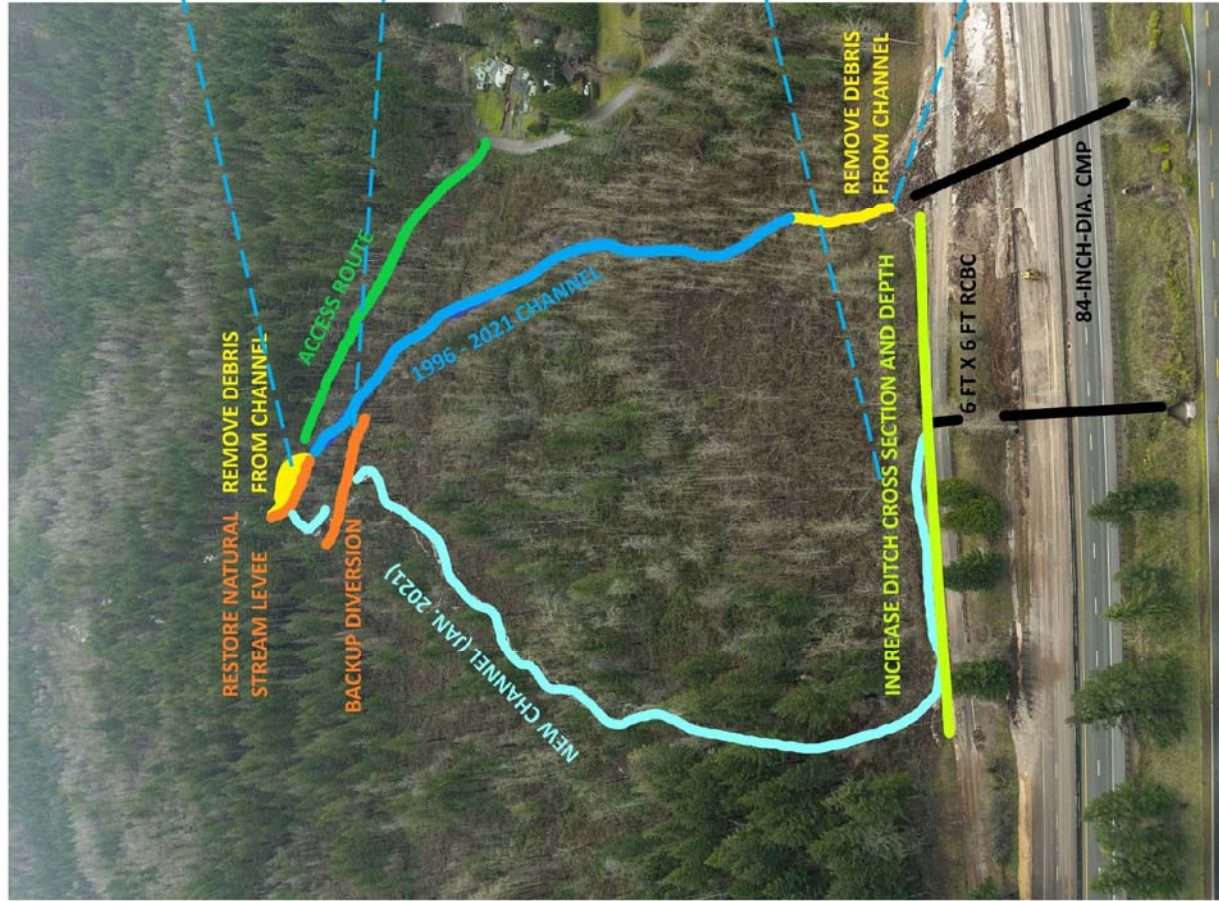 RESTORE NATURAL
STREAM LEVEE
REMOVE DEBRIS
FROM CHANNEL
ACCESS ROUTE
BACKUP DIVERSION
1996 - 2021 CHANNEL
NEW CHANNEL (JAN. 2021)
REMOVE DEBRIS
FROM CHANNEL
INCREASE DITCH CROSS SECTION AND DEPTH
6 FT X 6 FT RCBC
84-INCH-DIA. CMP